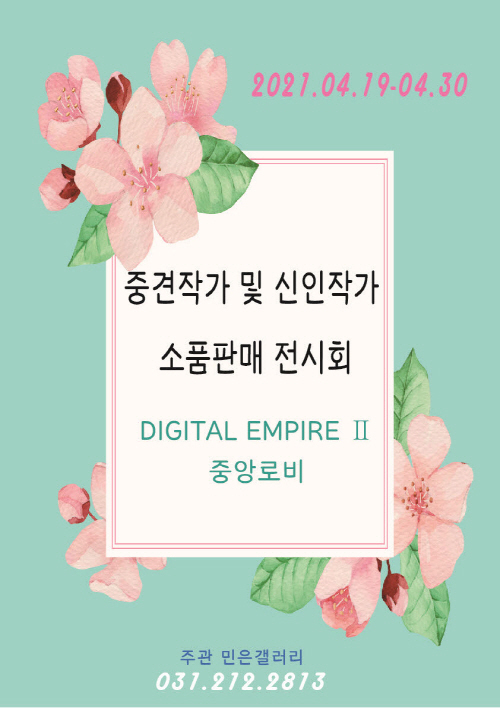 2021.04.19-04.30
중견작가 및 신인작가
소품판매 전시회
DIGITAL EMPIRE Ⅱ
중앙로비
주관 민은갤러리
031.212.2813